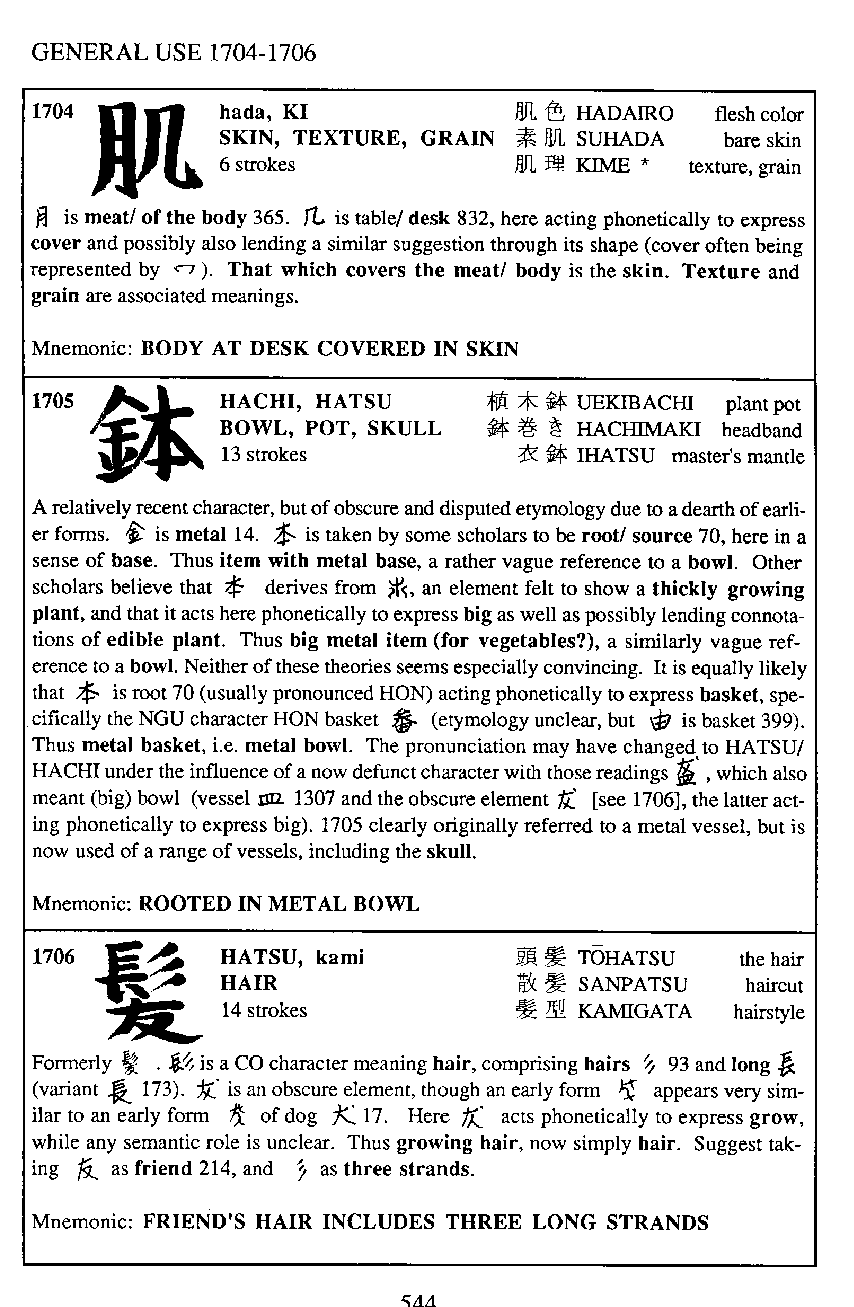 GENERAL USE 1704-1706
1704 肌 hada, KI 肌色 HADAIRO flesh color
SKIN, TEXTURE, GRAIN 素肌 SUHADA bare skin
6 strokes 肌理 KIME * texture, grain
月 is meat/ of the body 365. 几 is table/ desk 832, here acting phonetically to express
cover and possibly also lending a similar suggestion through its shape (cover often being
represented by 冖). That which covers the meat/ body is the skin. Texture and
grain are associated meanings.
Mnemonic: BODY AT DESK COVERED IN SKIN
1705 鉢 HACHI, HATSU 植木鉢 UEKIBACHI plant pot
BOWL, POT, SKULL 鉢巻き HACHIMAKI headband
13 strokes 衣鉢 IHATSU master's mantle
A relatively recent character, but of obscure and disputed etymology due to a dearth of earli-
er forms. 金 is metal 14. 本 is taken by some scholars to be root/ source 70, here in a
sense of base. Thus item with metal base, a rather vague reference to a bowl. Other
scholars believe that 本 derives from , an element felt to show a thickly growing
plant, and that it acts here phonetically to express big as well as possibly lending connota-
tions of edible plant. Thus big metal item (for vegetables?), a similarly vague ref-
erence to a bowl. Neither of these theories seems especially convincing. It is equally likely
that 本 is root 70 (usually pronounced HON) acting phonetically to express basket, spe-
cifically the NGU character HON basket 畚 (etymology unclear, but 由 is basket 399).
Thus metal basket, i.e. metal bowl. The pronunciation may have changed to HATSU/
HACHI under the influence of a now defunct character with those readings 盋, which also
meant (big) bowl (vessel 皿 1307 and the obscure element 犮 [see 1706], the latter act-
ing phonetically to express big). 1705 clearly originally referred to a metal vessel, but is
now used of a range of vessels, including the skull.
Mnemonic: ROOTED IN METAL BOWL
1706 髪 HATSU, kami 頭髪 TŌHATSU the hair
HAIR 散髪 SANPATSU haircut
14 strokes 髪型 KAMIGATA hairstyle
Formerly 髮. 髟 is a CO character meaning hair, comprising hairs 彡 93 and long 镸
(variant 長 173). 犮 is an obscure element, though an early form appears very sim-
ilar to an early form of dog 犬 17. Here 犮 acts phonetically to express grow,
while any semantic role is unclear. Thus growing hair, now simply hair. Suggest tak-
ing 友 as friend 214, and 彡 as three strands.
Mnemonic: FRIEND'S HAIR INCLUDES THREE LONG STRANDS
544